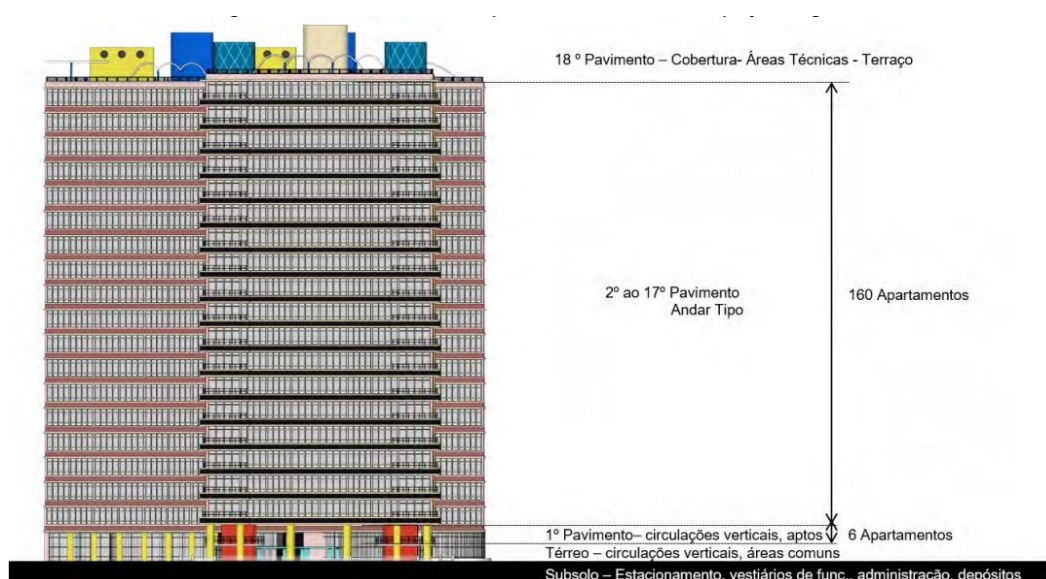 18 º Pavimento – Cobertura- Áreas Técnicas - Terraço
2º ao 17º Pavimento
Andar Tipo
160 Apartamentos
1º Pavimento– circulações verticais, aptos
6 Apartamentos
Térreo – circulações verticais, áreas comuns
Subsolo – Estacionamento, vestiários de func., administração, depósitos